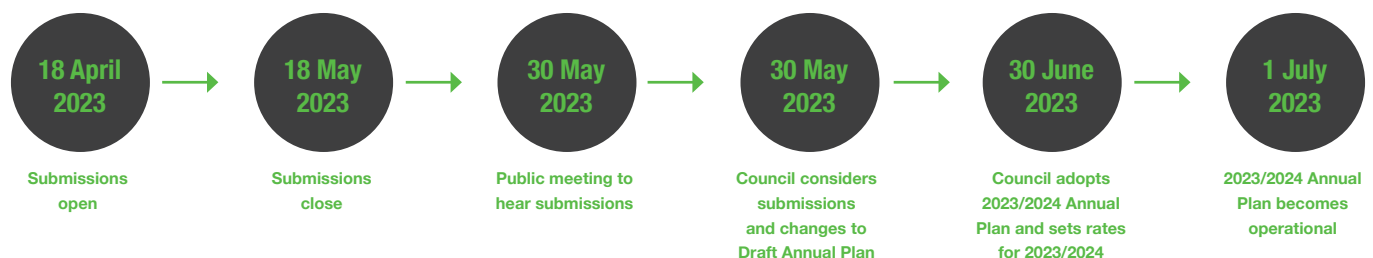 18 April
2023
Submissions
open
18 May
2023
Submissions
close
30 May
2023
Public meeting to
hear submissions
30 May
2023
Council considers
submissions
and changes to
Draft Annual Plan
30 June
2023
Council adopts
2023/2024 Annual
Plan and sets rates
for 2023/2024
1 July
2023
2023/2024 Annual
Plan becomes
operational